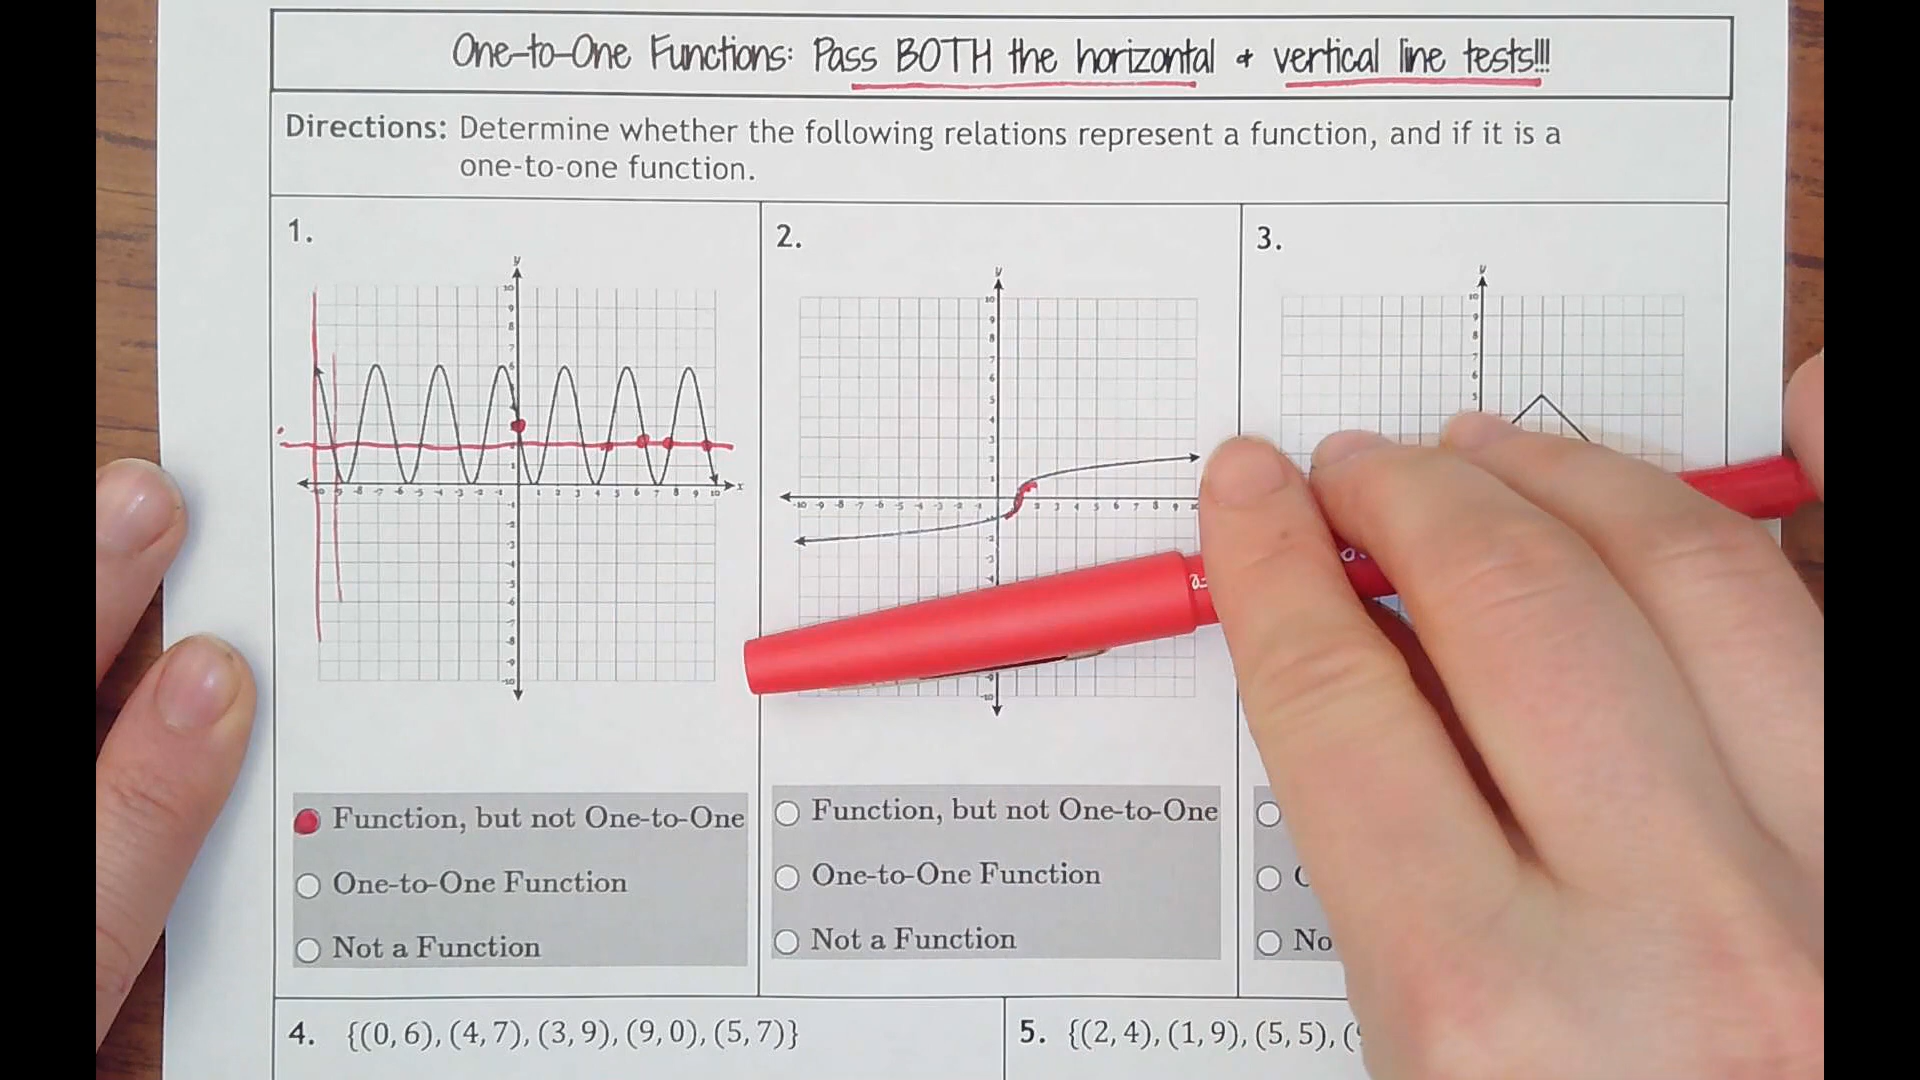 One-to-One Functions: Pass BOTH the horizontal & vertical line tests!!!
Directions: Determine whether the following relations represent a function, and if it is a
one-to-one function.
1.
2.
3.
Function, but not One-to-One
One-to-One Function
Not a Function
Function, but not One-to-One
One-to-One Function
Not a Function
No
4. {(0, 6), (4, 7), (3, 9), (9, 0), (5, 7)}
5. {(2, 4), (1, 9), (5, 5), (